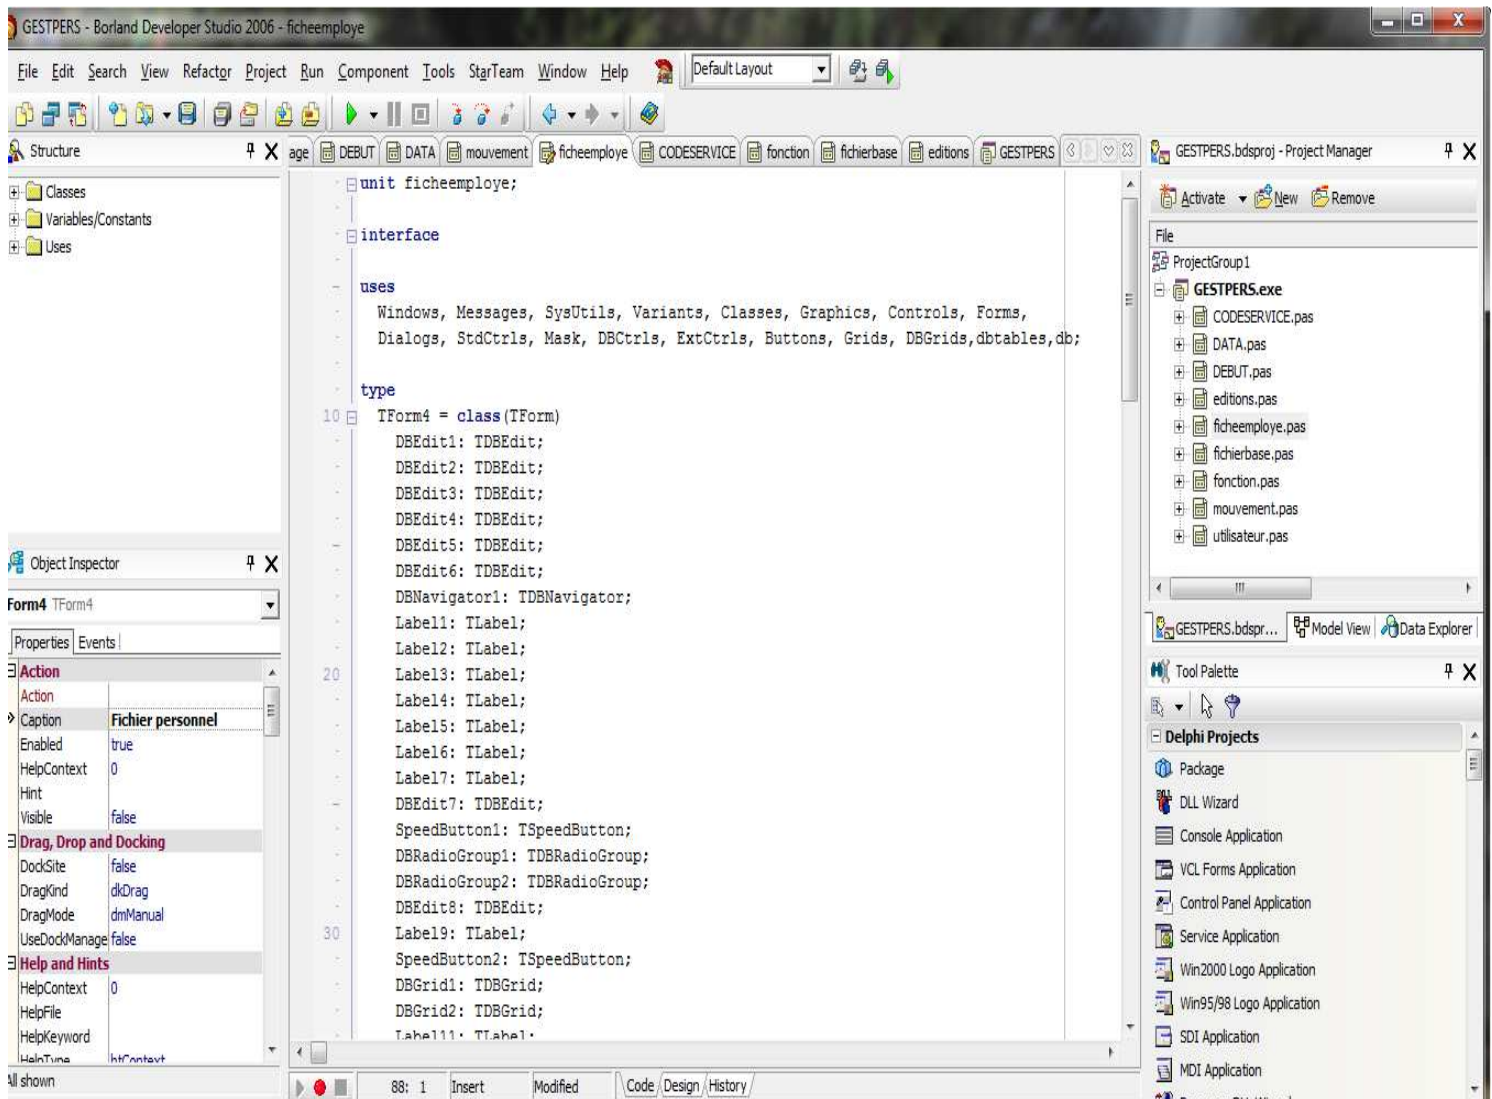 GESTPERS - Borland Developer Studio 2006 - ficheemploye
File Edit Search View Refactor Project Run Component Tools StarTeam Window Help
Default Layout
Structure
Classes
Variables/Constants
Uses
Object Inspector
Form4 TForm4
Properties Events
Action
Action
Caption Fichier personnel
Enabled true
HelpContext 0
Hint
Visible false
Drag, Drop and Docking
DockSite false
DragKind dkDrag
DragMode dmManual
UseDockManage false
Help and Hints
HelpContext 0
HelpFile
HelpKeyword
HelpType htContext
All shown
age DEBUT DATA mouvement ficheemploye CODESERVICE fonction fichierbase editions GESTPERS
unit ficheemploye;
interface
uses
Windows, Messages, SysUtils, Variants, Classes, Graphics, Controls, Forms,
Dialogs, StdCtrls, Mask, DBCtrls, ExtCtrls, Buttons, Grids, DBGrids,dbtables,db;
type
10 TForm4 = class(TForm)
DBEdit1: TDBEdit;
DBEdit2: TDBEdit;
DBEdit3: TDBEdit;
DBEdit4: TDBEdit;
DBEdit5: TDBEdit;
DBEdit6: TDBEdit;
DBNavigator1: TDBNavigator;
Label1: TLabel;
Label2: TLabel;
20 Label3: TLabel;
Label4: TLabel;
Label5: TLabel;
Label6: TLabel;
Label7: TLabel;
DBEdit7: TDBEdit;
SpeedButton1: TSpeedButton;
DBRadioGroup1: TDBRadioGroup;
DBRadioGroup2: TDBRadioGroup;
DBEdit8: TDBEdit;
30 Label9: TLabel;
SpeedButton2: TSpeedButton;
DBGrid1: TDBGrid;
DBGrid2: TDBGrid;
Label11: TLabel;
88: 1 Insert Modified Code Design History
GESTPERS.bdsproj - Project Manager
Activate New Remove
File
ProjectGroup1
GESTPERS.exe
CODESERVICE.pas
DATA.pas
DEBUT.pas
editions.pas
ficheemploye.pas
fichierbase.pas
fonction.pas
mouvement.pas
utilisateur.pas
GESTPERS.bdspr... Model View Data Explorer
Tool Palette
Delphi Projects
Package
DLL Wizard
Console Application
VCL Forms Application
Control Panel Application
Service Application
Win2000 Logo Application
Win95/98 Logo Application
SDI Application
MDI Application